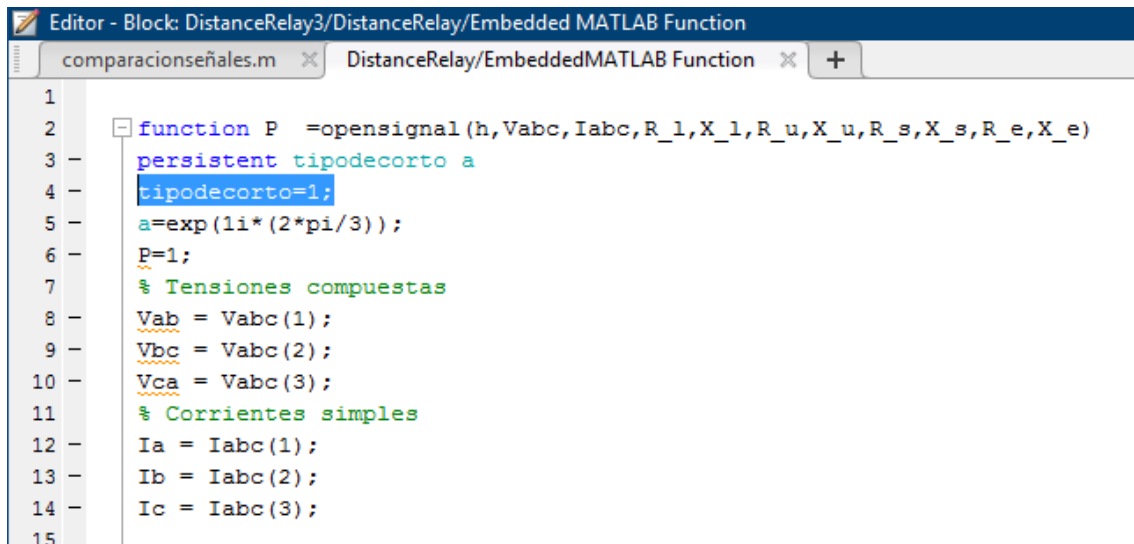 Editor - Block: DistanceRelay3/DistanceRelay/Embedded MATLAB Function
comparacionseñales.m DistanceRelay/EmbeddedMATLAB Function +
1
2 function P =opensignal(h,Vabc,Iabc,R_l,X_l,R_u,X_u,R_s,X_s,R_e,X_e)
3 - persistent tipodecorto a
4 - tipodecorto=1;
5 - a=exp(1i*(2*pi/3));
6 - P=1;
7 % Tensiones compuestas
8 - Vab = Vabc(1);
9 - Vbc = Vabc(2);
10 - Vca = Vabc(3);
11 % Corrientes simples
12 - Ia = Iabc(1);
13 - Ib = Iabc(2);
14 - Ic = Iabc(3);
15